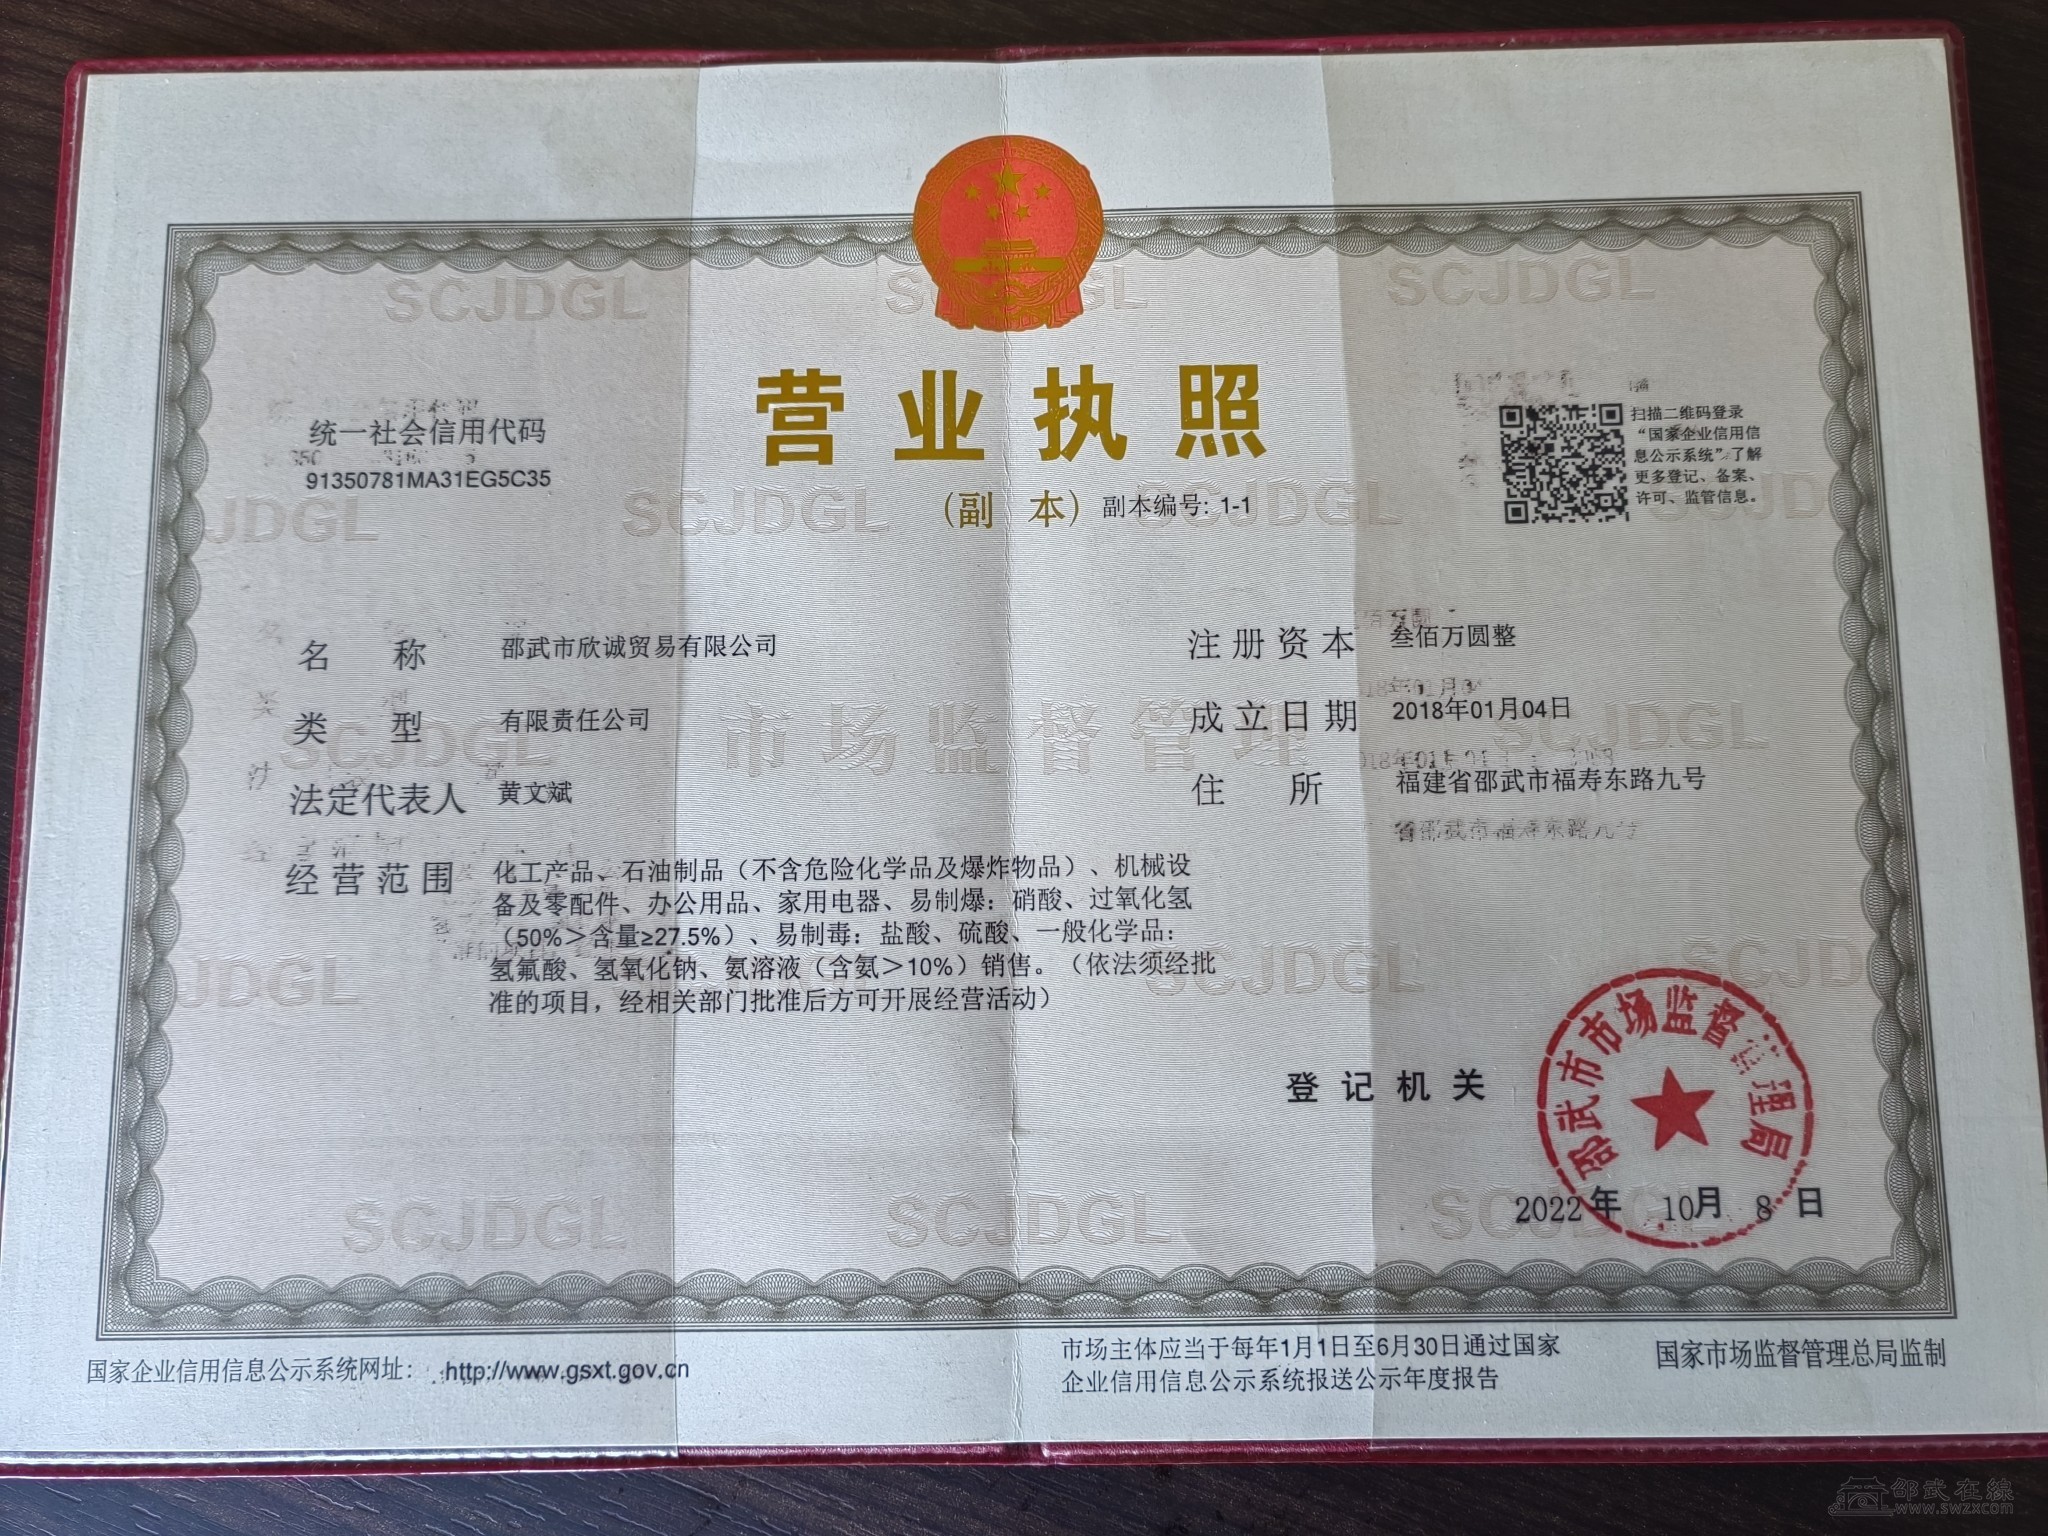 SCJDGL
SCJDGL
营业执照
（副 本） 副本编号: 1-1
统一社会信用代码
91350781MA31EG5C35
扫描二维码登录
“国家企业信用信
息公示系统”了解
更多登记、备案、
许可、监管信息。
JDGL SCJDGL SCJDGL
名 称 邵武市欣诚贸易有限公司
类 型 有限责任公司
法定代表人 黄文斌
经营范围 化工产品、石油制品（不含危险化学品及爆炸物品）、机械设
备及零配件、办公用品、家用电器、易制爆：硝酸、过氧化氢
（50%＞含量≥27.5%）、易制毒：盐酸、硫酸、一般化学品：
氢氟酸、氢氧化钠、氨溶液（含氨＞10%）销售。（依法须经批
准的项目，经相关部门批准后方可开展经营活动）
注册资本 叁佰万圆整
成立日期 2018年01月04日
住 所 福建省邵武市福寿东路九号
SCJDGL 市场监督管理 SCJDGL
JDGL SCJDGL
登记机关
邵武市市场监督管理局
2022 年 10 月 8 日
SCJDGL SCJDGL SCJDGL
国家企业信用信息公示系统网址： http://www.gsxt.gov.cn
市场主体应当于每年1月1日至6月30日通过国家
企业信用信息公示系统报送公示年度报告
国家市场监督管理总局监制
邵武在線
www.swzx.com